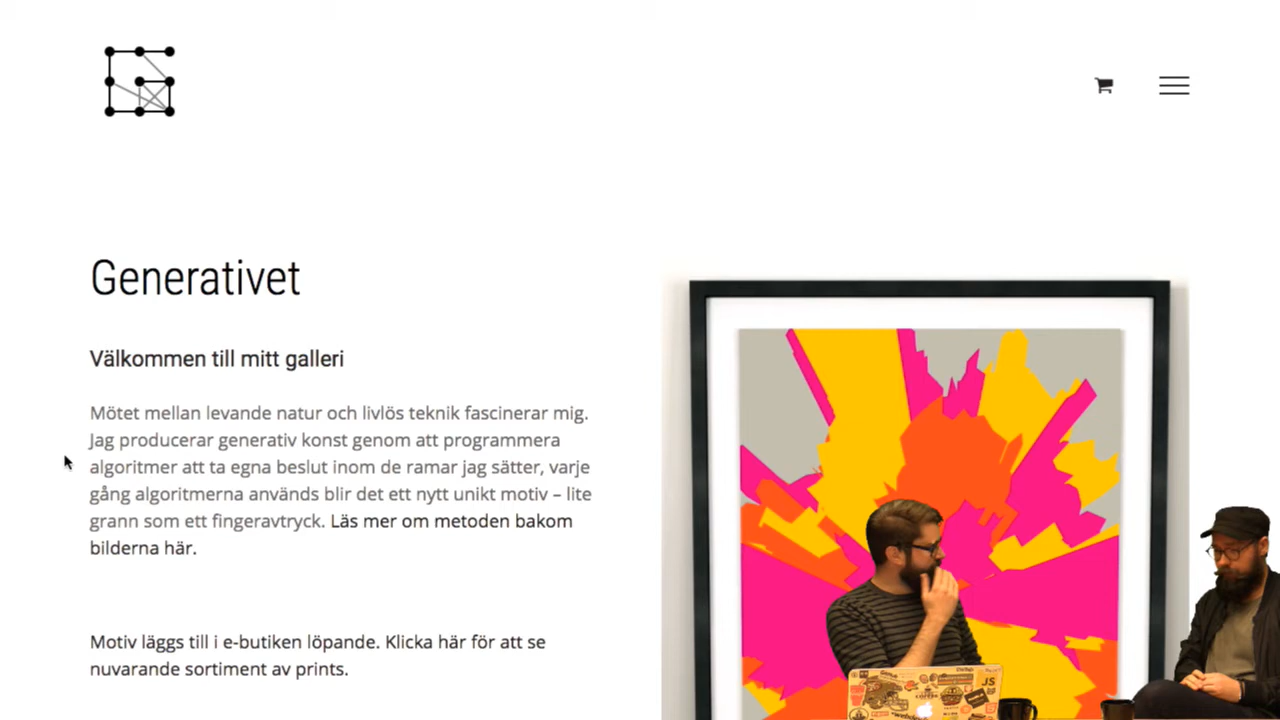 Generativet
Välkommen till mitt galleri
Mötet mellan levande natur och livlös teknik fascinerar mig.
Jag producerar generativ konst genom att programmera
algoritmer att ta egna beslut inom de ramar jag sätter, varje
gång algoritmerna används blir det ett nytt unikt motiv – lite
grann som ett fingeravtryck. Läs mer om metoden bakom
bilderna här.
Motiv läggs till i e-butiken löpande. Klicka här för att se
nuvarande sortiment av prints.
JS